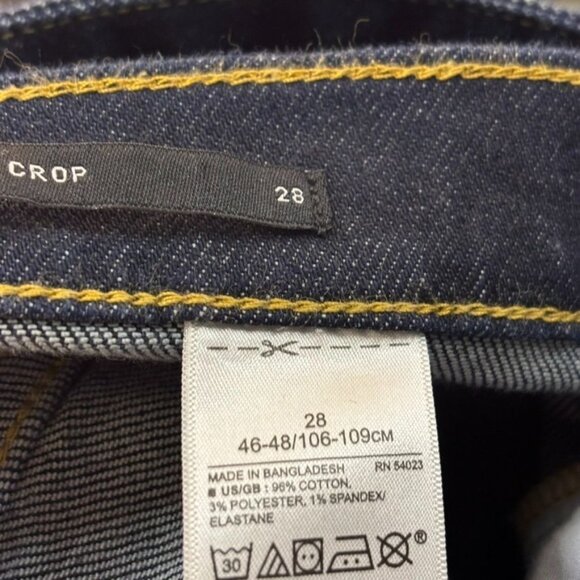 CROP 28
28
46-48/106-109CM
MADE IN BANGLADESH RN 54023
US/GB : 96% COTTON,
3% POLYESTER, 1% SPANDEX/
ELASTANE
30